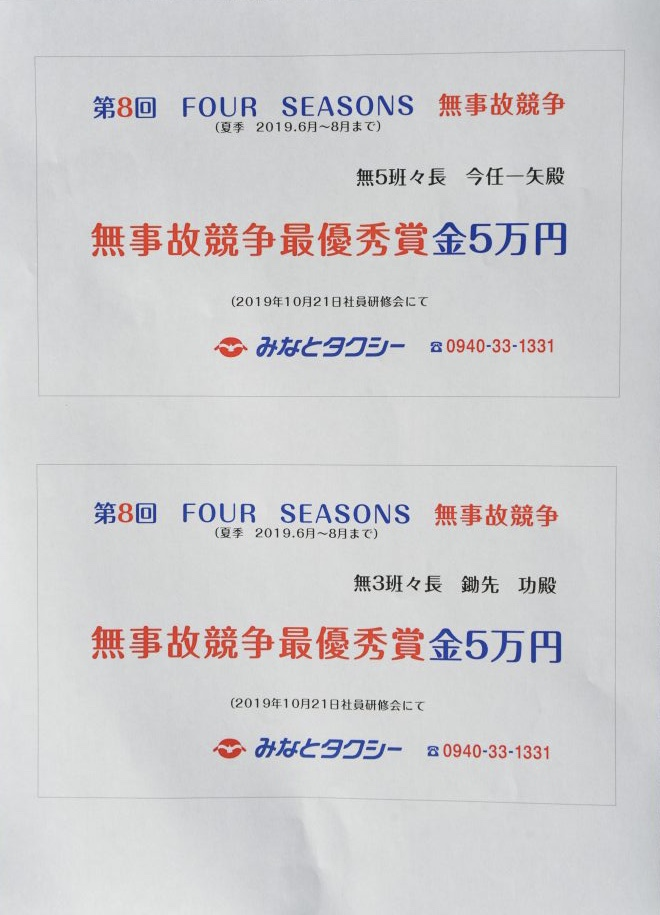 第8回　FOUR　SEASONS　無事故競争
(夏季　2019.6月〜8月まで)
無5班々長　今任一矢殿
無事故競争最優秀賞金5万円
(2019年10月21日社員研修会にて
みなとタクシー　☎0940-33-1331
第8回　FOUR　SEASONS　無事故競争
(夏季　2019.6月〜8月まで)
無3班々長　鋤先　功殿
無事故競争最優秀賞金5万円
(2019年10月21日社員研修会にて
みなとタクシー　☎0940-33-1331